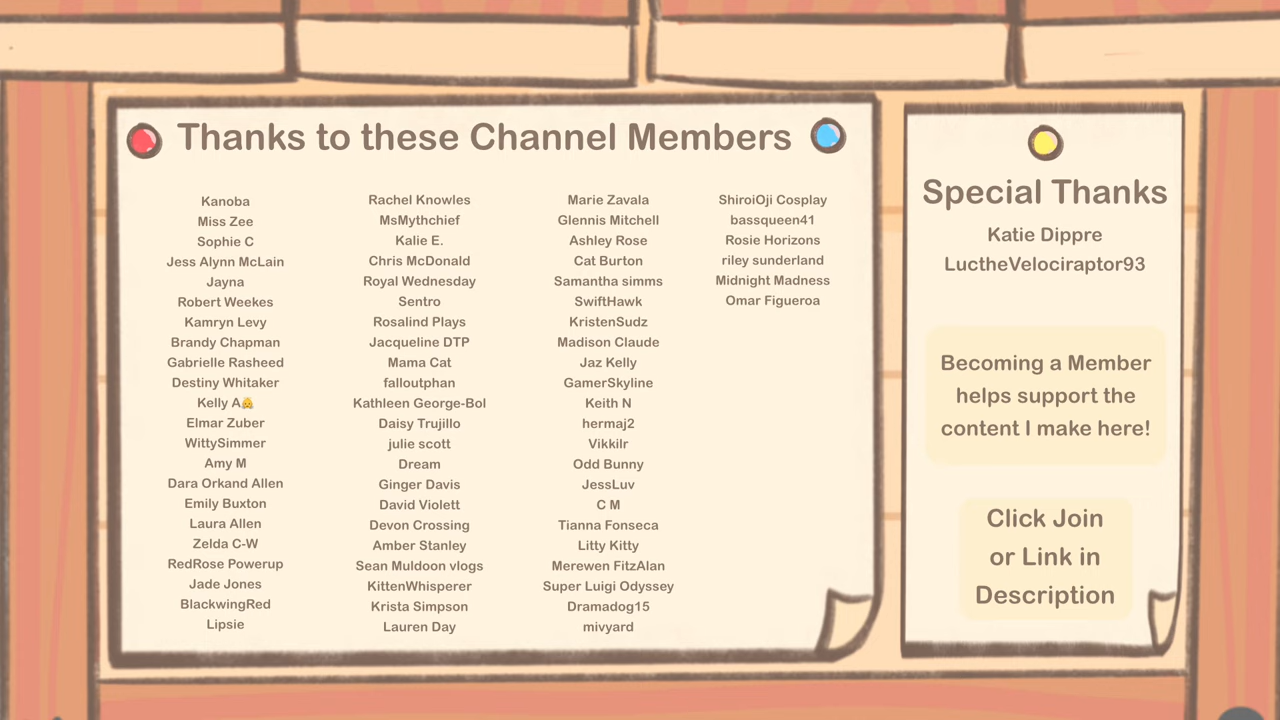 Thanks to these Channel Members
Kanoba
Miss Zee
Sophie C
Jess Alynn McLain
Jayna
Robert Weekes
Kamryn Levy
Brandy Chapman
Gabrielle Rasheed
Destiny Whitaker
Kelly A👵
Elmar Zuber
WittySimmer
Amy M
Dara Orkand Allen
Emily Buxton
Laura Allen
Zelda C-W
RedRose Powerup
Jade Jones
BlackwingRed
Lipsie
Rachel Knowles
MsMythchief
Kalie E.
Chris McDonald
Royal Wednesday
Sentro
Rosalind Plays
Jacqueline DTP
Mama Cat
falloutphan
Kathleen George-Bol
Daisy Trujillo
julie scott
Dream
Ginger Davis
David Violett
Devon Crossing
Amber Stanley
Sean Muldoon vlogs
KittenWhisperer
Krista Simpson
Lauren Day
Marie Zavala
Glennis Mitchell
Ashley Rose
Cat Burton
Samantha simms
SwiftHawk
KristenSudz
Madison Claude
Jaz Kelly
GamerSkyline
Keith N
hermaj2
Vikkilr
Odd Bunny
JessLuv
C M
Tianna Fonseca
Litty Kitty
Merewen FitzAlan
Super Luigi Odyssey
Dramadog15
mivyard
ShiroiOji Cosplay
bassqueen41
Rosie Horizons
riley sunderland
Midnight Madness
Omar Figueroa
Special Thanks
Katie Dippre
LuctheVelociraptor93
Becoming a Member
helps support the
content I make here!
Click Join
or Link in
Description